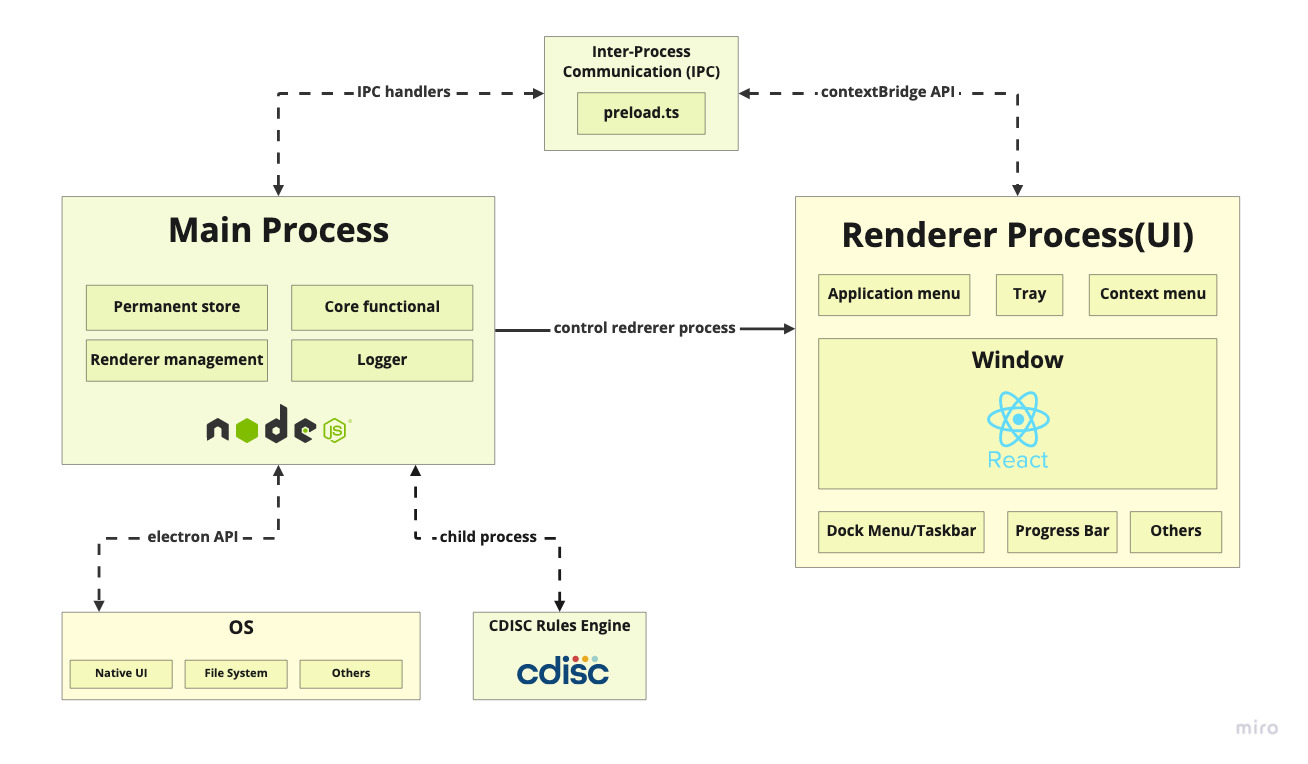 Inter-Process
Communication (IPC)
preload.ts
IPC handlers
contextBridge API
Main Process
Permanent store
Core functional
Renderer management
Logger
node
JS
control redrerer process
Renderer Process(UI)
Application menu
Tray
Context menu
Window
React
Dock Menu/Taskbar
Progress Bar
Others
electron API
child process
OS
Native UI
File System
Others
CDISC Rules Engine
cdisc
miro